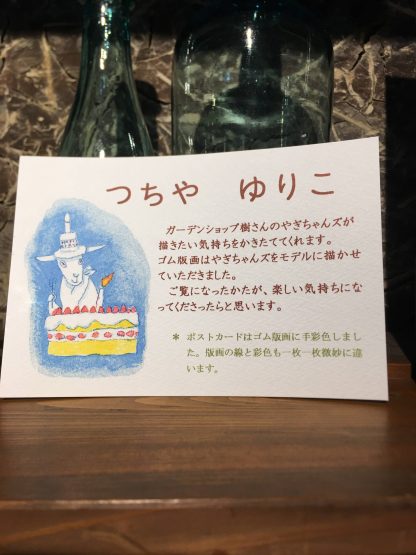 つちや　ゆりこ
ガーデンショップ樹さんのやぎちゃんズが
描きたい気持ちをかきたててくれます。
ゴム版画はやぎちゃんズをモデルに描かせ
ていただきました。
ご覧になったかたが、楽しい気持ちにな
ってくださったらと思います。
＊ ポストカードはゴム版画に手彩色しまし
た。版画の線と彩色も一枚一枚微妙に違
います。